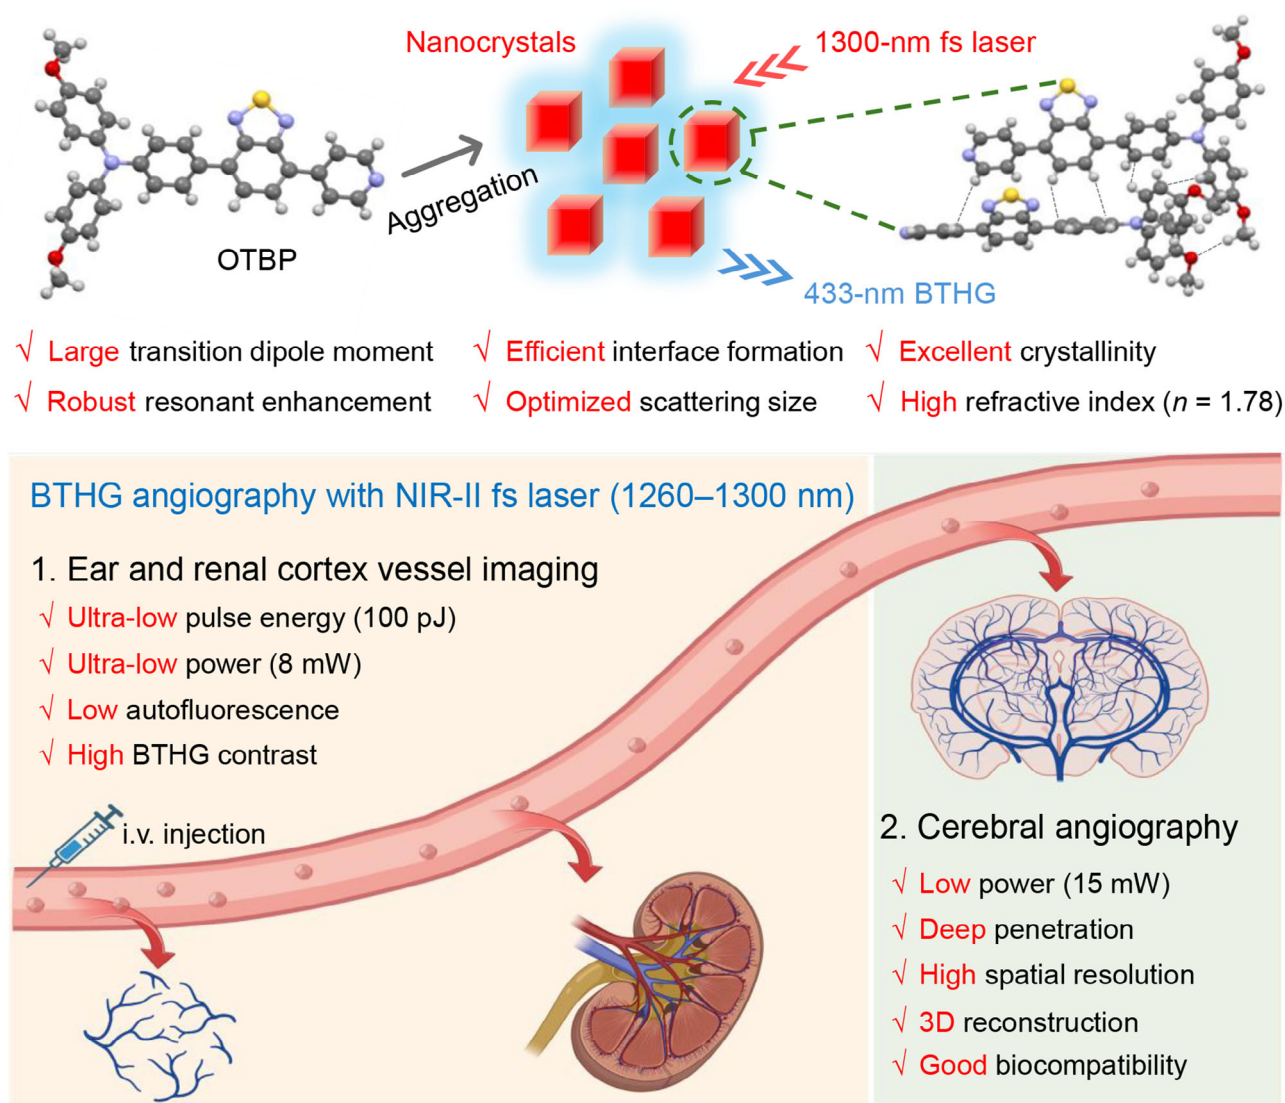 Nanocrystals
1300-nm fs laser
Aggregation
OTBP
433-nm BTHG
√ Large transition dipole moment
√ Efficient interface formation
√ Excellent crystallinity
√ Robust resonant enhancement
√ Optimized scattering size
√ High refractive index (n = 1.78)
BTHG angiography with NIR-II fs laser (1260–1300 nm)
1. Ear and renal cortex vessel imaging
√ Ultra-low pulse energy (100 pJ)
√ Ultra-low power (8 mW)
√ Low autofluorescence
√ High BTHG contrast
i.v. injection
2. Cerebral angiography
√ Low power (15 mW)
√ Deep penetration
√ High spatial resolution
√ 3D reconstruction
√ Good biocompatibility